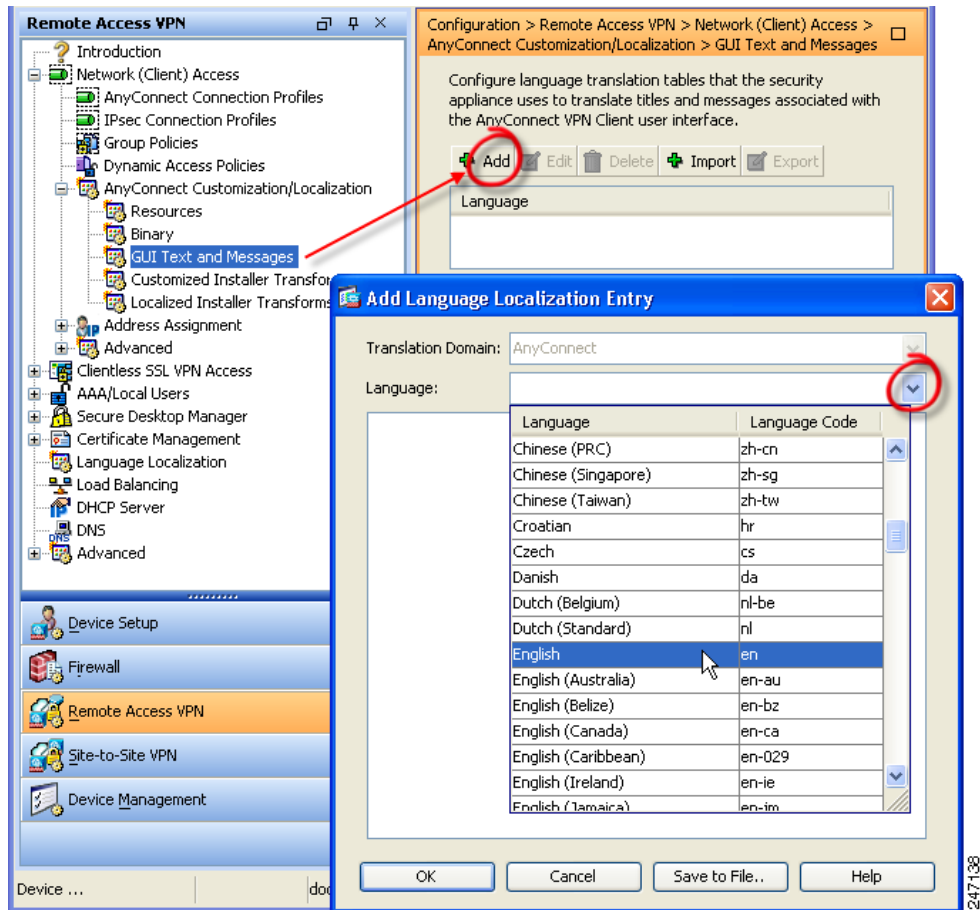 Remote Access VPN
Introduction
Network (Client) Access
AnyConnect Connection Profiles
IPsec Connection Profiles
Group Policies
Dynamic Access Policies
AnyConnect Customization/Localization
Resources
Binary
GUI Text and Messages
Customized Installer Transfor
Localized Installer Transforms
Address Assignment
Advanced
Clientless SSL VPN Access
AAA/Local Users
Secure Desktop Manager
Certificate Management
Language Localization
Load Balancing
DHCP Server
DNS
Advanced
Device Setup
Firewall
Remote Access VPN
Site-to-Site VPN
Device Management
Device ...
doc
Configuration > Remote Access VPN > Network (Client) Access >
AnyConnect Customization/Localization > GUI Text and Messages
Configure language translation tables that the security
appliance uses to translate titles and messages associated with
the AnyConnect VPN Client user interface.
Add Edit Delete Import Export
Language
Add Language Localization Entry
Translation Domain: AnyConnect
Language:
Language Language Code
Chinese (PRC) zh-cn
Chinese (Singapore) zh-sg
Chinese (Taiwan) zh-tw
Croatian hr
Czech cs
Danish da
Dutch (Belgium) nl-be
Dutch (Standard) nl
English en
English (Australia) en-au
English (Belize) en-bz
English (Canada) en-ca
English (Caribbean) en-029
English (Ireland) en-ie
English (Jamaica) en-jm
OK Cancel Save to File.. Help
247138